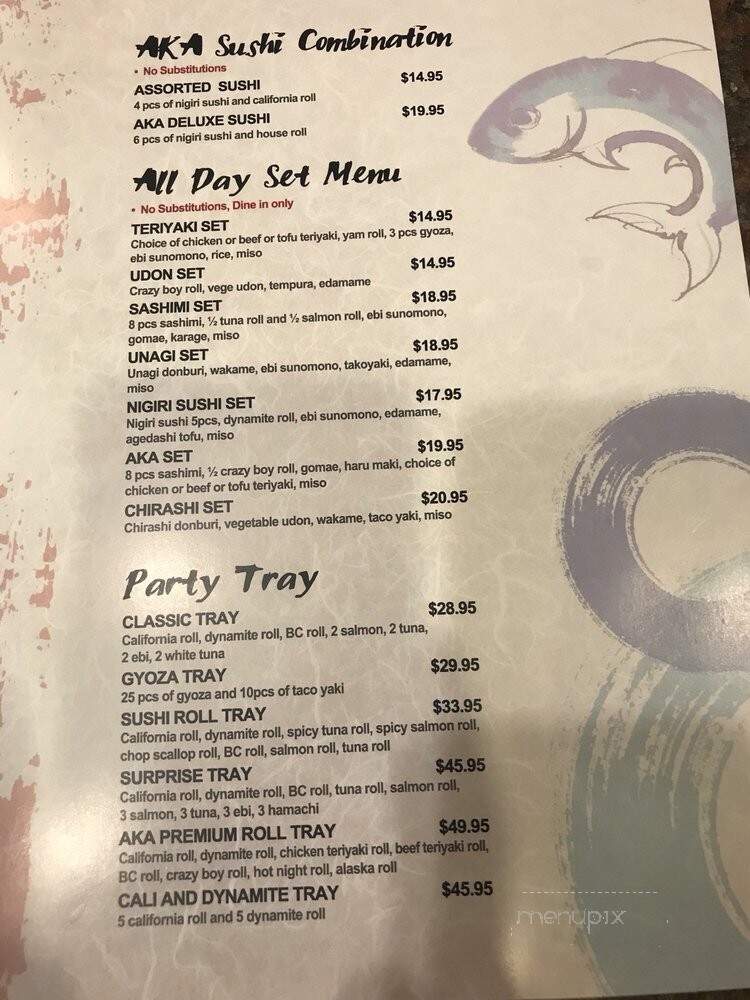 AKA Sushi Combination
• No Substitutions
ASSORTED SUSHI $14.95
4 pcs of nigiri sushi and california roll
AKA DELUXE SUSHI $19.95
6 pcs of nigiri sushi and house roll
All Day Set Menu
• No Substitutions, Dine in only
TERIYAKI SET $14.95
Choice of chicken or beef or tofu teriyaki, yam roll, 3 pcs gyoza,
ebi sunomono, rice, miso
UDON SET $14.95
Crazy boy roll, vege udon, tempura, edamame
SASHIMI SET $18.95
8 pcs sashimi, ½ tuna roll and ½ salmon roll, ebi sunomono,
gomae, karage, miso
UNAGI SET $18.95
Unagi donburi, wakame, ebi sunomono, takoyaki, edamame,
miso
NIGIRI SUSHI SET $17.95
Nigiri sushi 5pcs, dynamite roll, ebi sunomono, edamame,
agedashi tofu, miso
AKA SET $19.95
8 pcs sashimi, ½ crazy boy roll, gomae, haru maki, choice of
chicken or beef or tofu teriyaki, miso
CHIRASHI SET $20.95
Chirashi donburi, vegetable udon, wakame, taco yaki, miso
Party Tray
CLASSIC TRAY $28.95
California roll, dynamite roll, BC roll, 2 salmon, 2 tuna,
2 ebi, 2 white tuna
GYOZA TRAY $29.95
25 pcs of gyoza and 10pcs of taco yaki
SUSHI ROLL TRAY $33.95
California roll, dynamite roll, spicy tuna roll, spicy salmon roll,
chop scallop roll, BC roll, salmon roll, tuna roll
SURPRISE TRAY $45.95
California roll, dynamite roll, BC roll, tuna roll, salmon roll,
3 salmon, 3 tuna, 3 ebi, 3 hamachi
AKA PREMIUM ROLL TRAY $49.95
California roll, dynamite roll, chicken teriyaki roll, beef teriyaki roll,
BC roll, crazy boy roll, hot night roll, alaska roll
CALI AND DYNAMITE TRAY $45.95
5 california roll and 5 dynamite roll
menupix